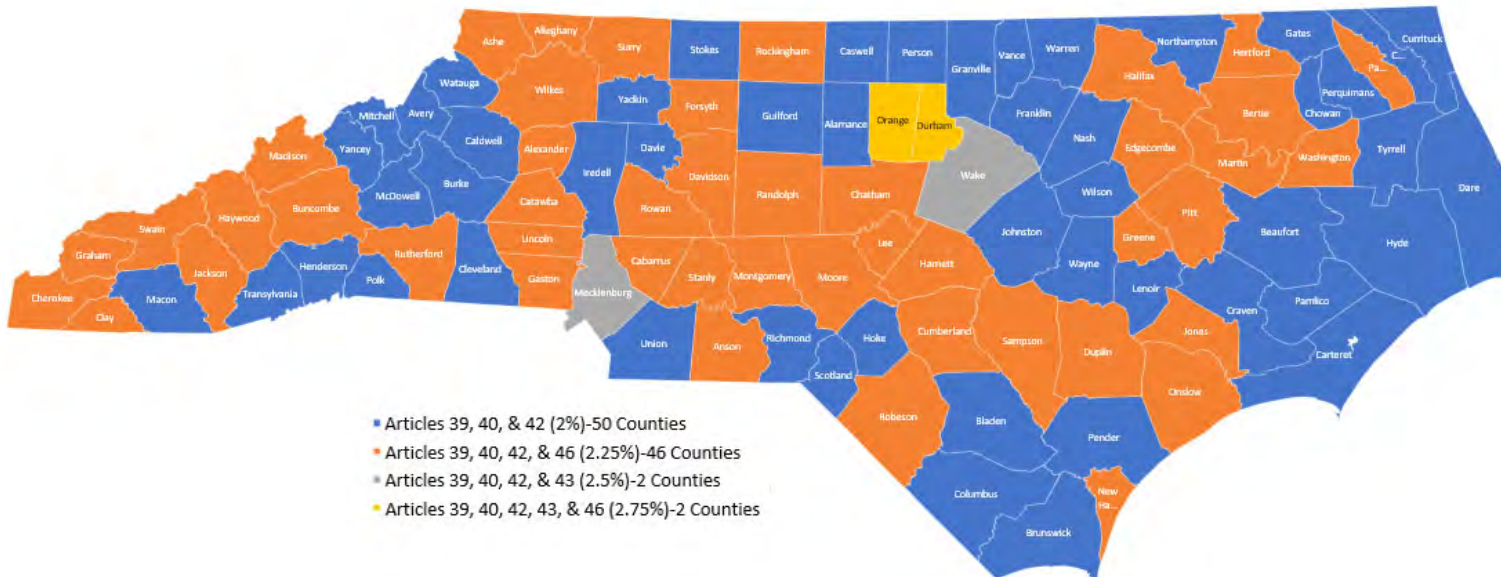 Alleghany
Ashe
Surry
Stokes
Rockingham
Caswell
Person
Granville
Vance
Warren
Northampton
Gates
Currituck
C...
Hertford
Pa...
Halifax
Watauga
Wilkes
Yadkin
Forsyth
Guilford
Alamance
Orange
Durham
Franklin
Nash
Bertie
Perquimans
Chowan
Mitchell
Avery
Yancey
Caldwell
Alexander
Davie
Iredell
Edgecombe
Martin
Washington
Tyrrell
Dare
Madison
McDowell
Burke
Davidson
Randolph
Chatham
Wake
Wilson
Buncombe
Haywood
Catawba
Rowan
Swain
Graham
Jackson
Rutherford
Lincoln
Gaston
Cleveland
Henderson
Polk
Transylvania
Macon
Cherokee
Clay
Mecklenburg
Cabarrus
Stanly
Montgomery
Moore
Lee
Harnett
Johnston
Wayne
Greene
Pitt
Beaufort
Hyde
Lenoir
Craven
Pamlico
Jones
Carteret
Union
Anson
Richmond
Scotland
Hoke
Cumberland
Sampson
Duplin
Onslow
Robeson
Bladen
Pender
Columbus
Brunswick
New
Ha...
Articles 39, 40, & 42 (2%)-50 Counties
Articles 39, 40, 42, & 46 (2.25%)-46 Counties
Articles 39, 40, 42, & 43 (2.5%)-2 Counties
Articles 39, 40, 42, 43, & 46 (2.75%)-2 Counties